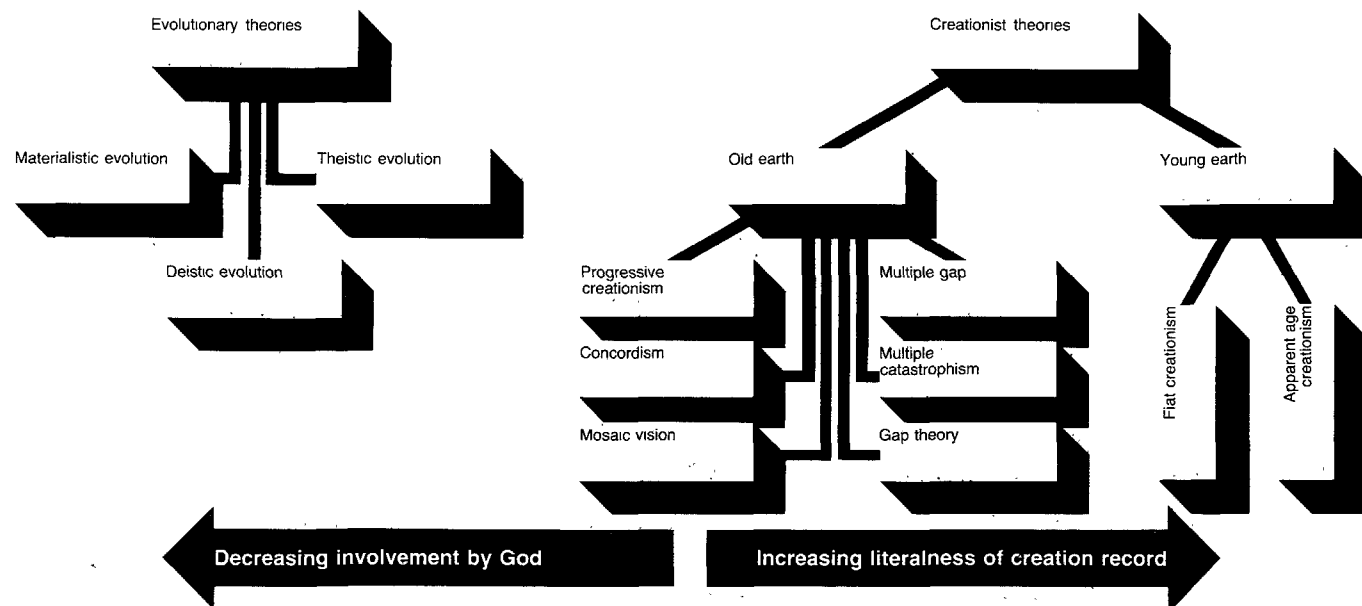 Evolutionary theories
Creationist theories
Materialistic evolution
Theistic evolution
Old earth
Young earth
Deistic evolution
Progressive
creationism
Multiple gap
Concordism
Multiple
catastrophism
Mosaic vision
Gap theory
Fiat creationism
Apparent age
creationism
Decreasing involvement by God
Increasing literalness of creation record